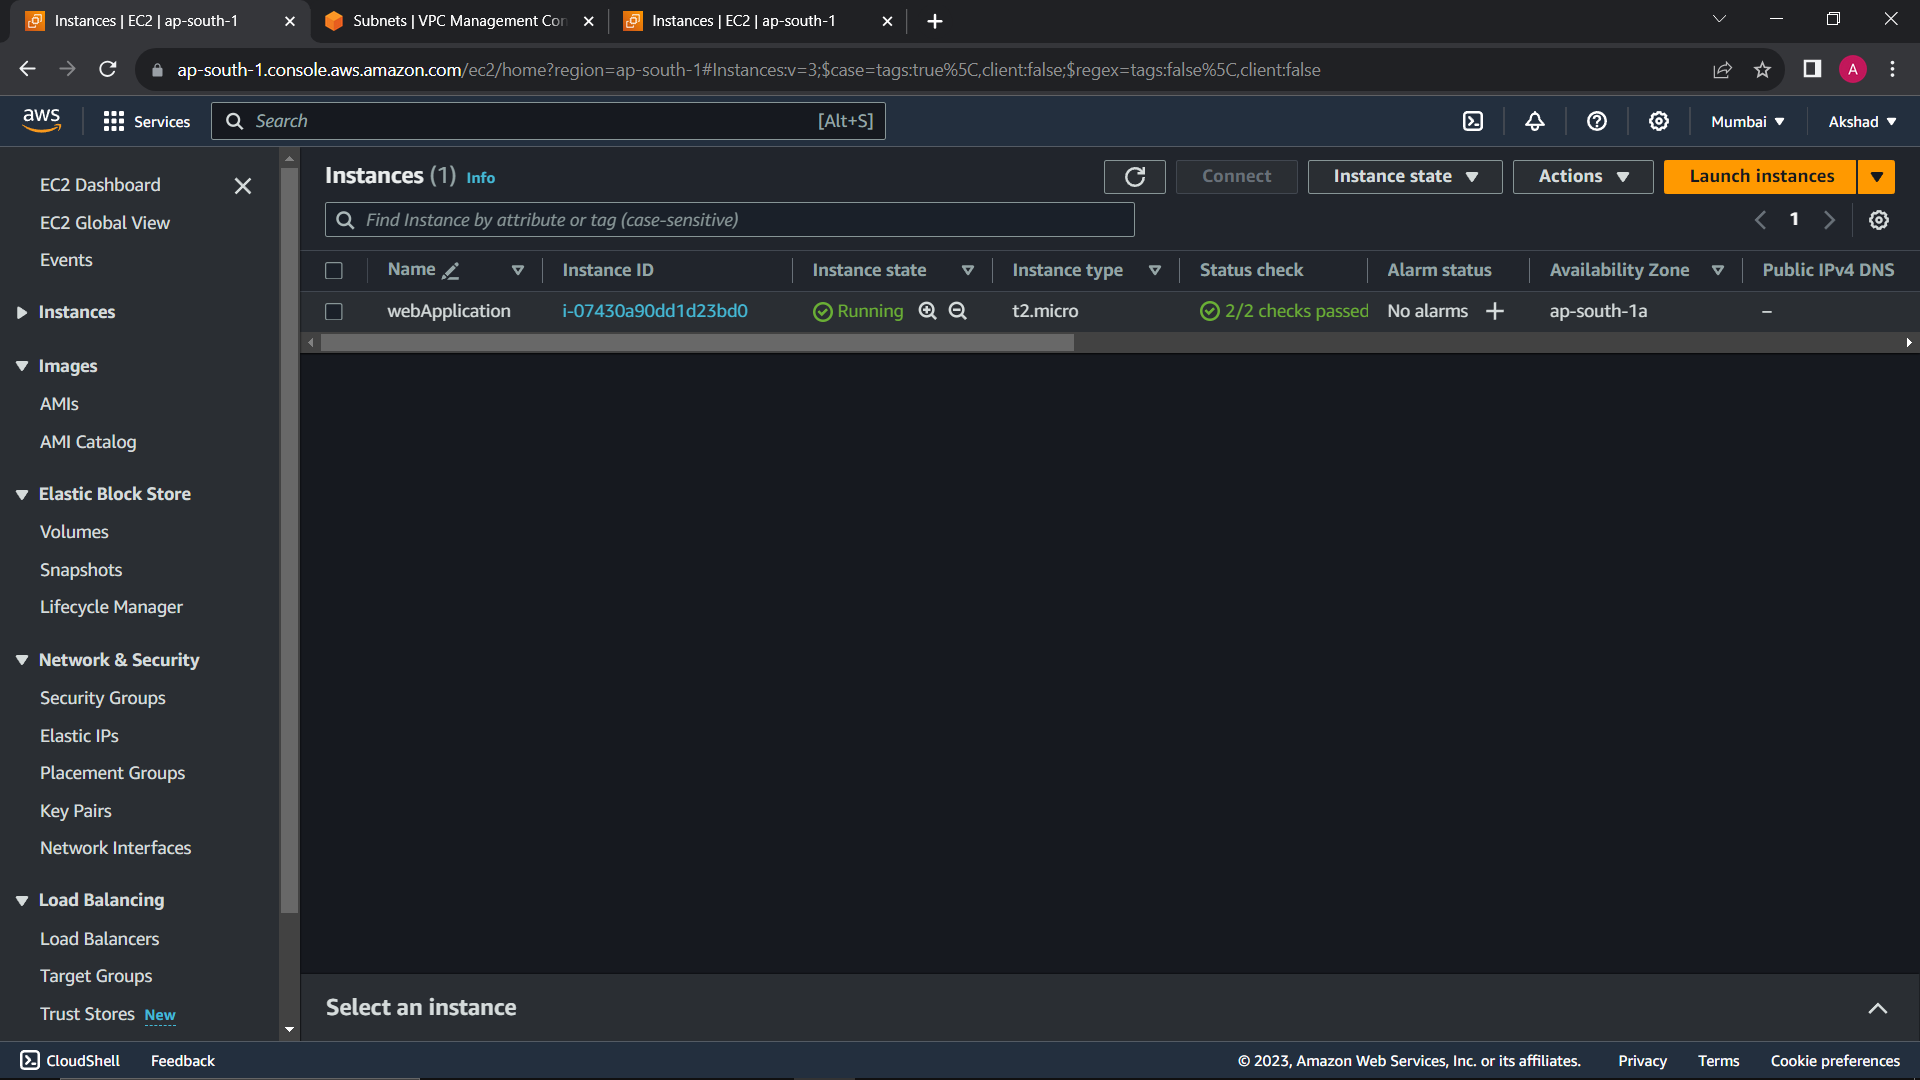 Instances | EC2 | ap-south-1
Subnets | VPC Management Con
Instances | EC2 | ap-south-1
ap-south-1.console.aws.amazon.com/ec2/home?region=ap-south-1#Instances:v=3;$case=tags:true%5C,client:false;$regex=tags:false%5C,client:false
A
aws
Services
Search
[Alt+S]
Mumbai
Akshad
EC2 Dashboard
EC2 Global View
Events
Instances
Images
AMIs
AMI Catalog
Elastic Block Store
Volumes
Snapshots
Lifecycle Manager
Network & Security
Security Groups
Elastic IPs
Placement Groups
Key Pairs
Network Interfaces
Load Balancing
Load Balancers
Target Groups
Trust Stores New
Instances (1) Info
Connect
Instance state
Actions
Launch instances
Find Instance by attribute or tag (case-sensitive)
1
Name Instance ID Instance state Instance type Status check Alarm status Availability Zone Public IPv4 DNS
webApplication i-07430a90dd1d23bd0 Running t2.micro 2/2 checks passed No alarms + ap-south-1a –
Select an instance
CloudShell Feedback © 2023, Amazon Web Services, Inc. or its affiliates. Privacy Terms Cookie preferences